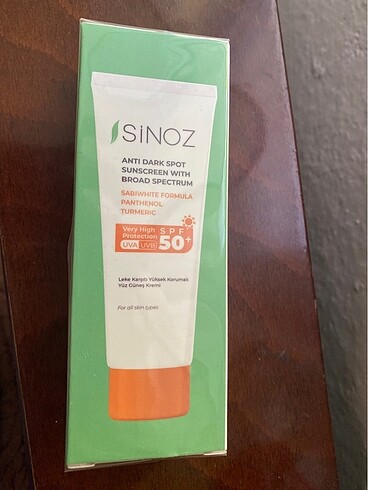 SiNOZ
ANTI DARK SPOT
SUNSCREEN WITH
BROAD SPECTRUM
SABIWHITE FORMULA
PANTHENOL
TURMERIC
Very High
Protection
UVA UVB
SPF
50+
Leke Karşıtı Yüksek Korumalı
Yüz Güneş Kremi
For all skin types